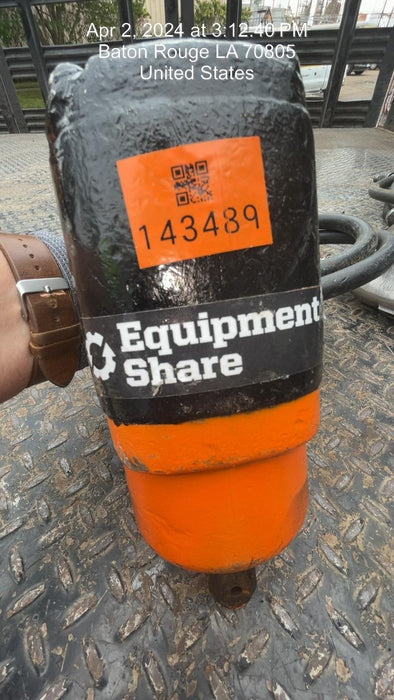 Apr 2, 2024 at 3:12:40 PM
Baton Rouge LA 70805
United States
143489
Equipment
Share